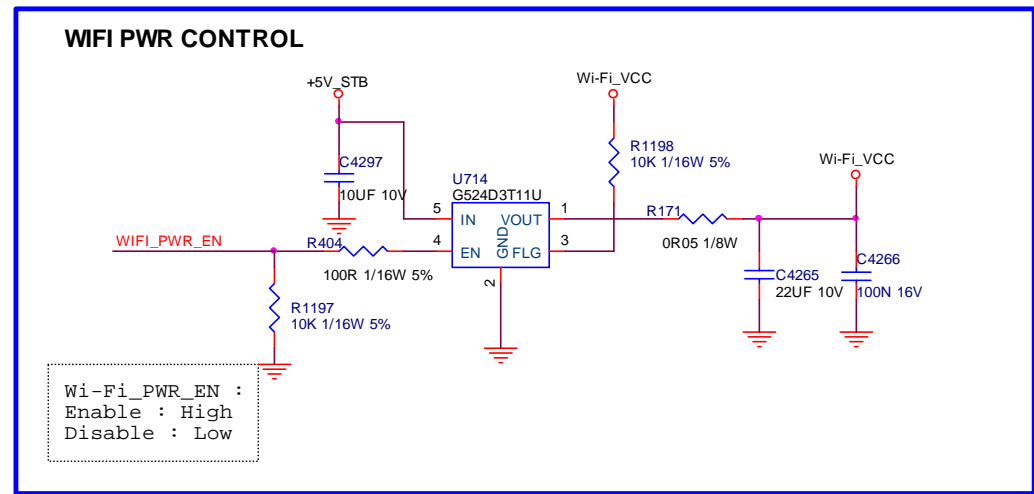 WIFI PWR CONTROL
+5V_STB
Wi-Fi_VCC
C4297
10UF 10V
R1198
10K 1/16W 5%
Wi-Fi_VCC
U714
G524D3T11U
5
IN
VOUT
1
R171
0R05 1/8W
WIFI_PWR_EN
R404
100R 1/16W 5%
4
EN
GND
FLG
3
2
C4265
22UF 10V
C4266
100N 16V
R1197
10K 1/16W 5%
Wi-Fi_PWR_EN :
Enable : High
Disable : Low